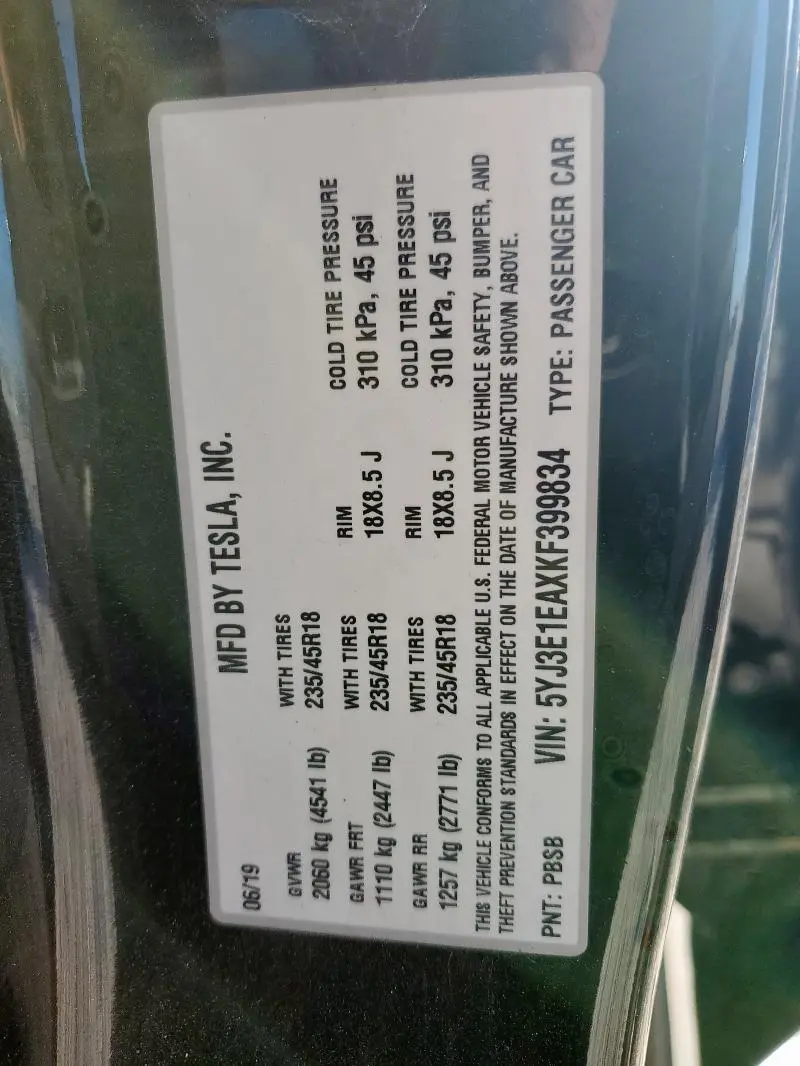 MFD BY TESLA, INC.
06/19
GVWR WITH TIRES
2060 kg (4541 lb) 235/45R18
GAWR FRT WITH TIRES RIM COLD TIRE PRESSURE
1110 kg (2447 lb) 235/45R18 18X8.5 J 310 kPa, 45 psi
GAWR RR WITH TIRES RIM COLD TIRE PRESSURE
1257 kg (2771 lb) 235/45R18 18X8.5 J 310 kPa, 45 psi
THIS VEHICLE CONFORMS TO ALL APPLICABLE U.S. FEDERAL MOTOR VEHICLE SAFETY, BUMPER, AND
THEFT PREVENTION STANDARDS IN EFFECT ON THE DATE OF MANUFACTURE SHOWN ABOVE.
PNT: PBSB VIN: 5YJ3E1EAXKF399834 TYPE: PASSENGER CAR